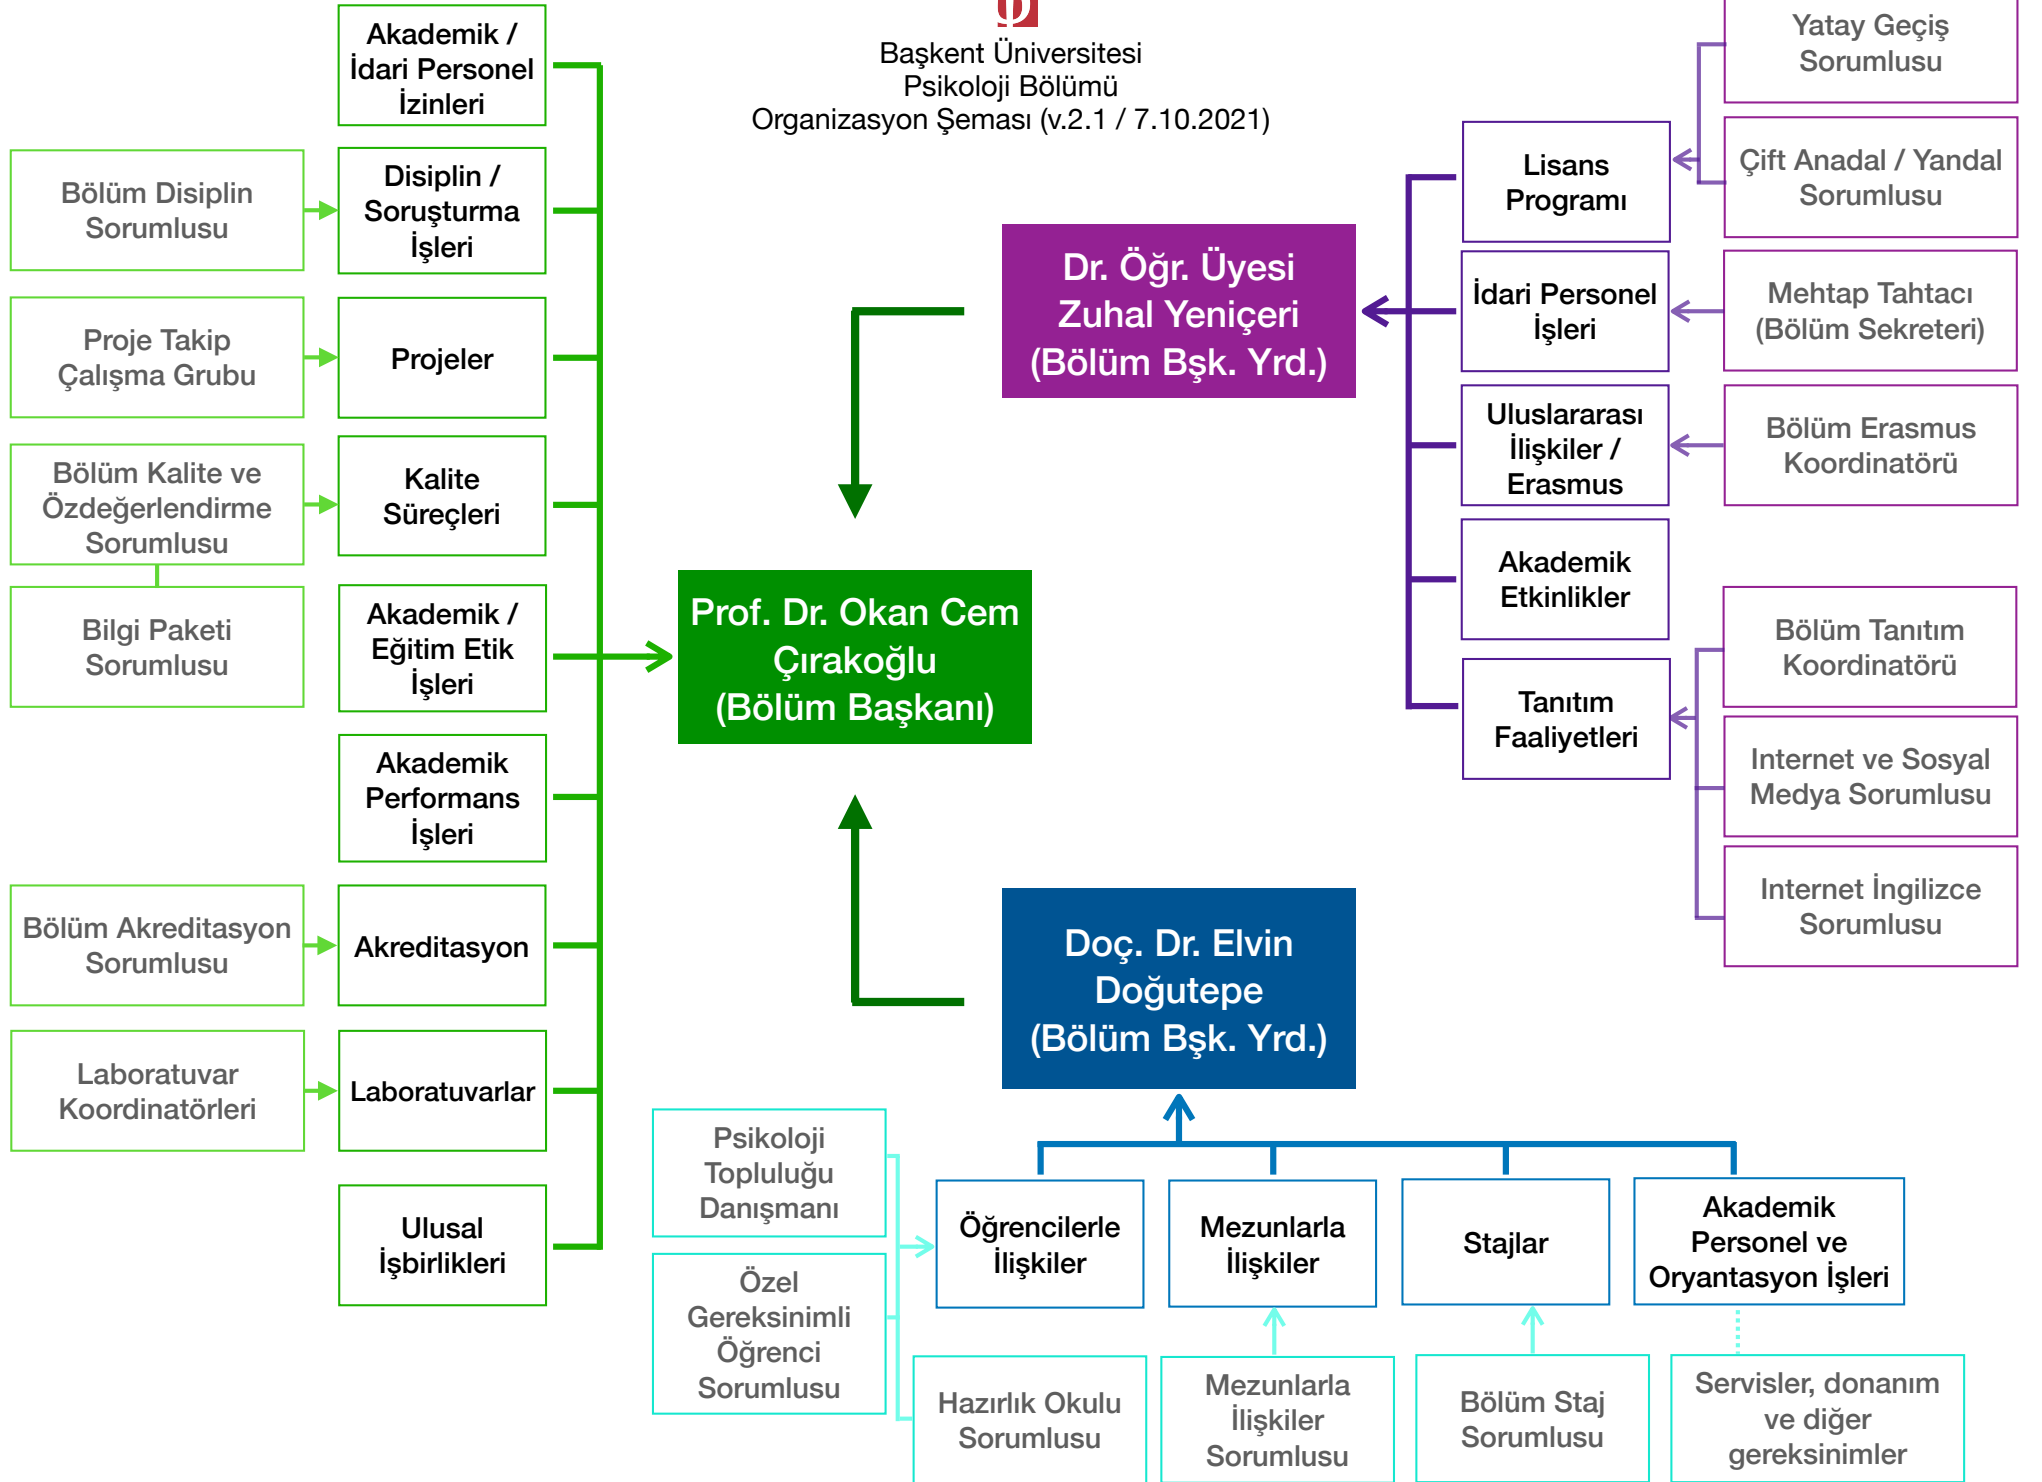 φ
Başkent Üniversitesi
Psikoloji Bölümü
Organizasyon Şeması (v.2.1 / 7.10.2021)
Akademik /
İdari Personel
İzinleri
Bölüm Disiplin
Sorumlusu
Disiplin /
Soruşturma
İşleri
Proje Takip
Çalışma Grubu
Projeler
Bölüm Kalite ve
Özdeğerlendirme
Sorumlusu
Kalite
Süreçleri
Bilgi Paketi
Sorumlusu
Akademik /
Eğitim Etik
İşleri
Akademik
Performans
İşleri
Bölüm Akreditasyon
Sorumlusu
Akreditasyon
Laboratuvar
Koordinatörleri
Laboratuvarlar
Ulusal
İşbirlikleri
Prof. Dr. Okan Cem
Çırakoğlu
(Bölüm Başkanı)
Dr. Öğr. Üyesi
Zuhal Yeniçeri
(Bölüm Bşk. Yrd.)
Lisans
Programı
Yatay Geçiş
Sorumlusu
Çift Anadal / Yandal
Sorumlusu
İdari Personel
İşleri
Mehtap Tahtacı
(Bölüm Sekreteri)
Uluslararası
İlişkiler /
Erasmus
Bölüm Erasmus
Koordinatörü
Akademik
Etkinlikler
Tanıtım
Faaliyetleri
Bölüm Tanıtım
Koordinatörü
Internet ve Sosyal
Medya Sorumlusu
Internet İngilizce
Sorumlusu
Doç. Dr. Elvin
Doğutepe
(Bölüm Bşk. Yrd.)
Psikoloji
Topluluğu
Danışmanı
Özel
Gereksinimli
Öğrenci
Sorumlusu
Öğrencilerle
İlişkiler
Hazırlık Okulu
Sorumlusu
Mezunlarla
İlişkiler
Mezunlarla
İlişkiler
Sorumlusu
Stajlar
Bölüm Staj
Sorumlusu
Akademik
Personel ve
Oryantasyon İşleri
Servisler, donanım
ve diğer
gereksinimler